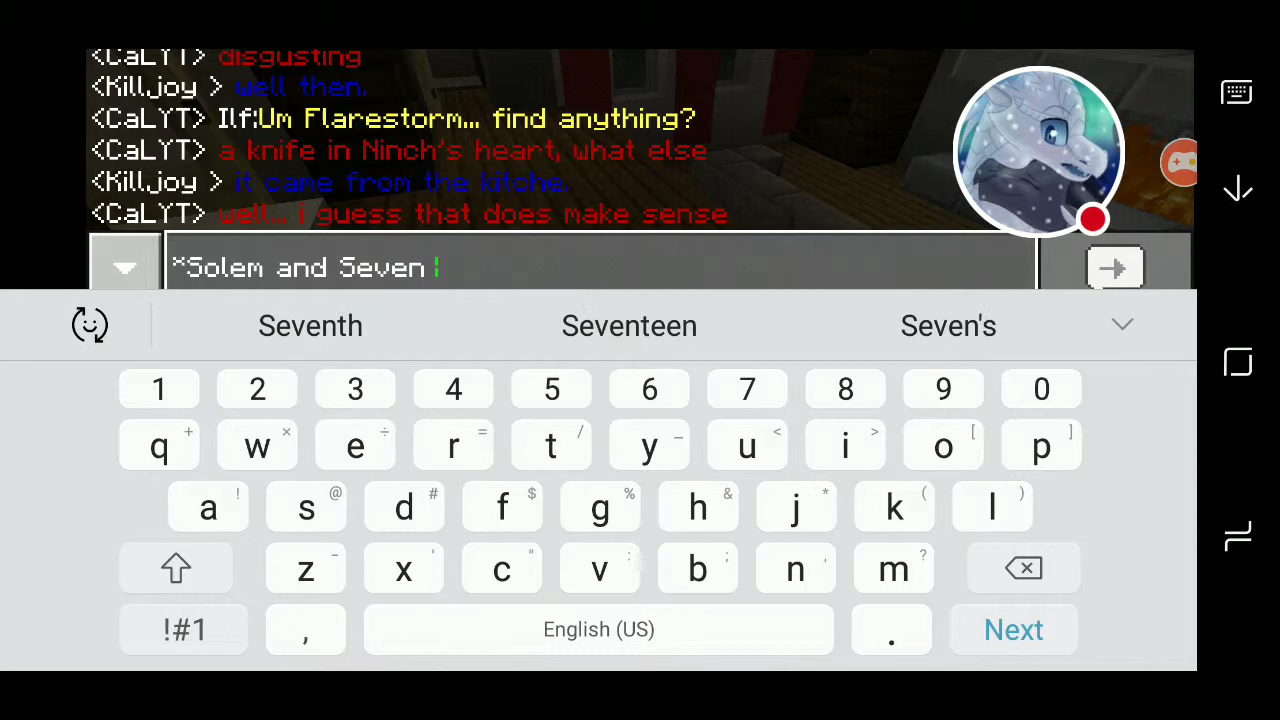 <CaLYT> disgusting
<Killjoy > well then.
<CaLYT> Ilf:Um Flarestorm... find anything?
<CaLYT> a knife in Ninch's heart, what else
<Killjoy > it came from the kitche.
<CaLYT> well... i guess that does make sense
*Solem and Seven
Seventh Seventeen Seven's
1 2 3 4 5 6 7 8 9 0
q + w × e ÷ r = t / y _ u < i > o [ p ]
a ! s @ d # f $ g % h & j * k ( l )
z - x ' c " v : b ; n , m ?
!#1 , English (US) . Next